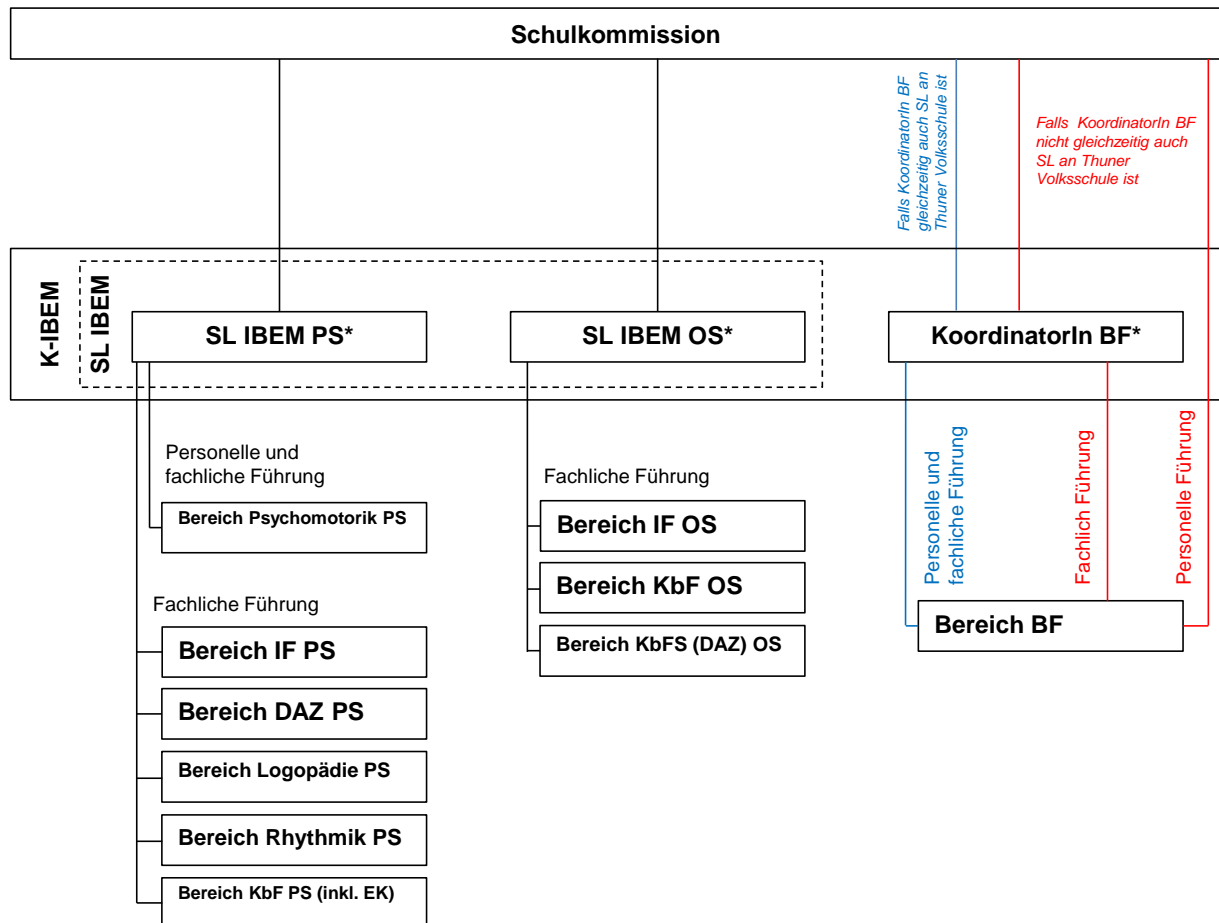 Schulkommission
Falls KoordinatorIn BF
gleichzeitig auch SL an
Thuner Volksschule ist
Falls KoordinatorIn BF
nicht gleichzeitig auch
SL an Thuner
Volksschule ist
K-IBEM
SL IBEM
SL IBEM PS*
SL IBEM OS*
KoordinatorIn BF*
Personelle und
fachliche Führung
Bereich Psychomotorik PS
Fachliche Führung
Bereich IF PS
Bereich DAZ PS
Bereich Logopädie PS
Bereich Rhythmik PS
Bereich KbF PS (inkl. EK)
Fachliche Führung
Bereich IF OS
Bereich KbF OS
Bereich KbFS (DAZ) OS
Personelle und
fachliche Führung
Fachlich Führung
Personelle Führung
Bereich BF